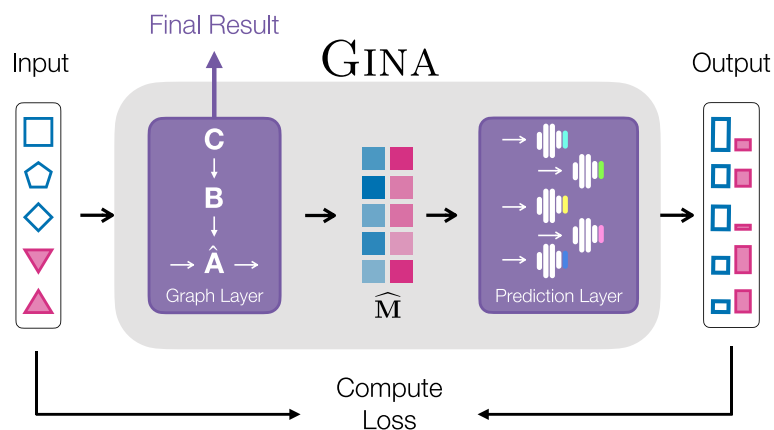 Final Result
GINA
Input
Output
C
B
Â
Graph Layer
M̂
Prediction Layer
Compute
Loss